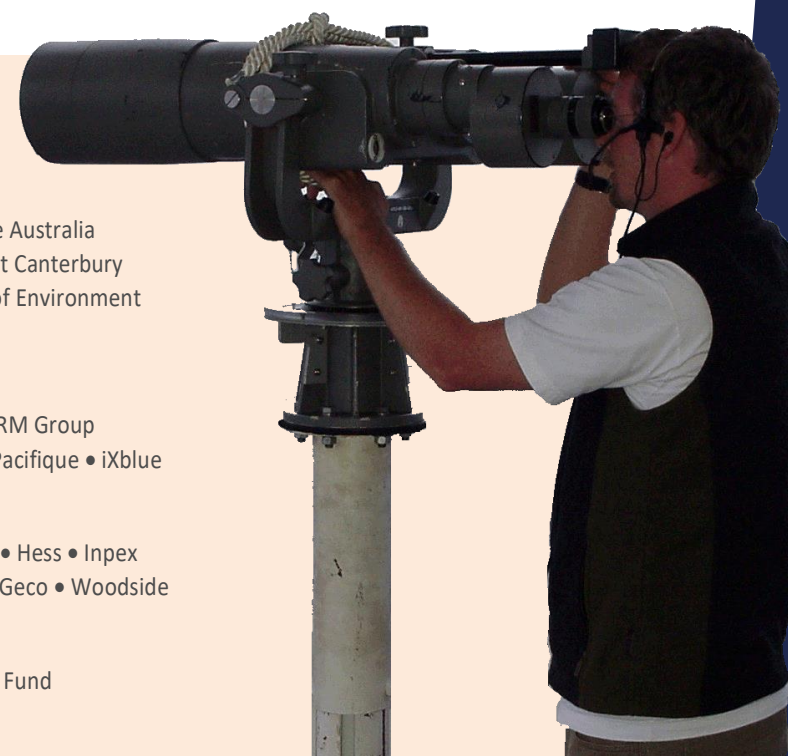 Australia
t Canterbury
of Environment
RM Group
Pacifique • iXblue
• Hess • Inpex
Geco • Woodside
Fund